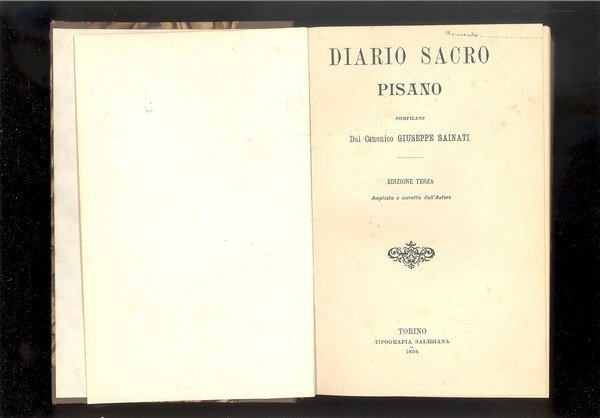 DIARIO SACRO
PISANO
COMPILATO
Dal Canonico GIUSEPPE SAINATI
EDIZIONE TERZA
Ampliata e corretta dall'Autore
TORINO
TIPOGRAFIA SALESIANA
1898